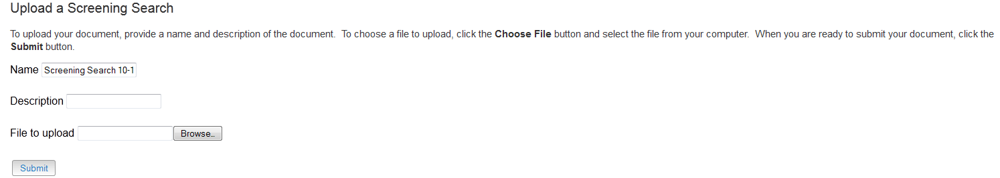 Upload a Screening Search
To upload your document, provide a name and description of the document.  To choose a file to upload, click the Choose File button and select the file from your computer.  When you are ready to submit your document, click the
Submit button.
Name Screening Search 10-1
Description
File to upload Browse...
Submit